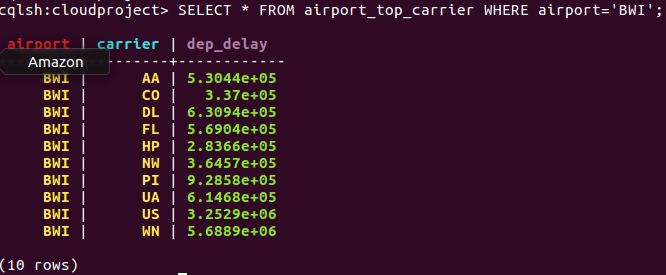 cqlsh:cloudproject> SELECT * FROM airport_top_carrier WHERE airport='BWI';
airport | carrier | dep_delay
Amazon
--------+------------
BWI | AA | 5.3044e+05
BWI | CO | 3.37e+05
BWI | DL | 6.3094e+05
BWI | FL | 5.6904e+05
BWI | HP | 2.8366e+05
BWI | NW | 3.6457e+05
BWI | PI | 9.2858e+05
BWI | UA | 6.1468e+05
BWI | US | 3.2529e+06
BWI | WN | 5.6889e+06
(10 rows)